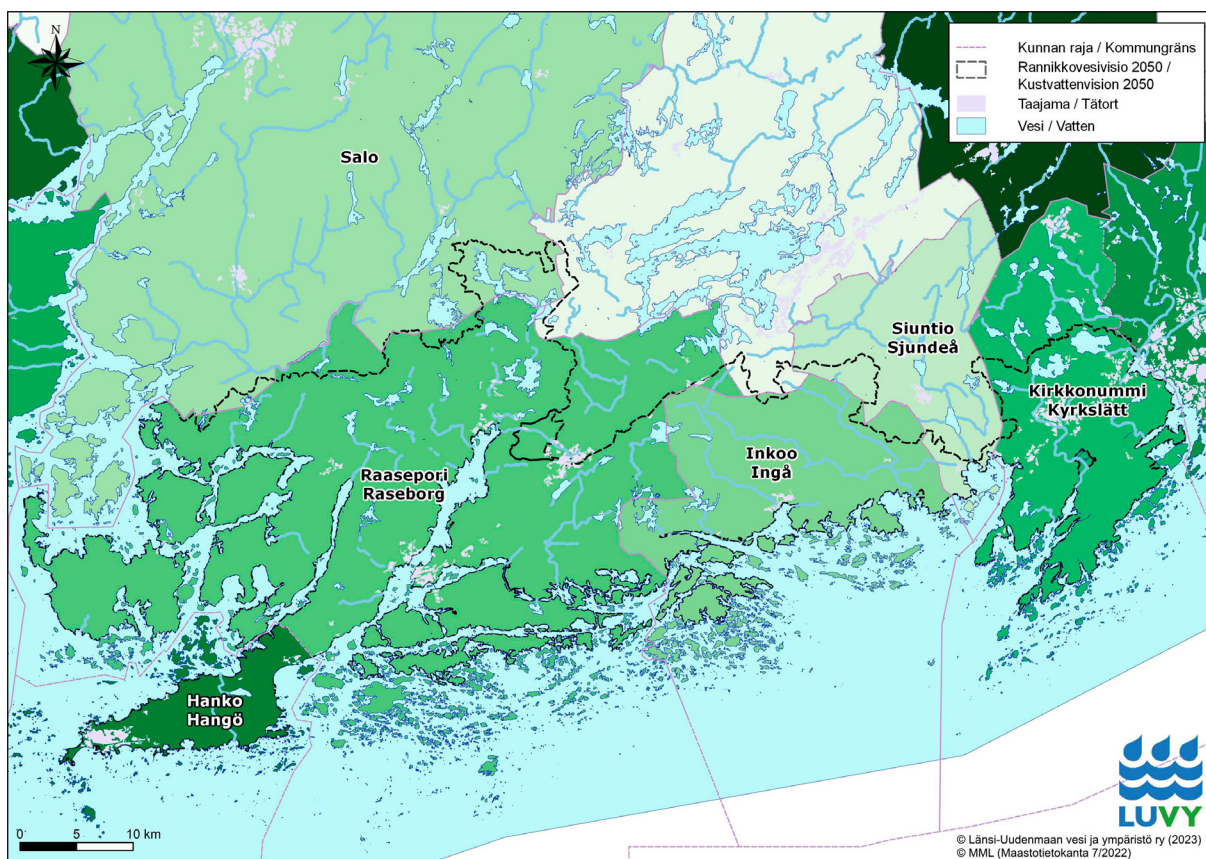 N
Kunnan raja / Kommungräns
Rannikkovesivisio 2050 /
Kustvattenvision 2050
Taajama / Tätort
Vesi / Vatten
Salo
Siuntio
Sjundeå
Kirkkonummi
Kyrkslätt
Inkoo
Ingå
Raasepori
Raseborg
Hanko
Hangö
0 5 10 km
LUVY
© Länsi-Uudenmaan vesi ja ympäristö ry (2023)
© MML (Maastotietokanta 7/2022)